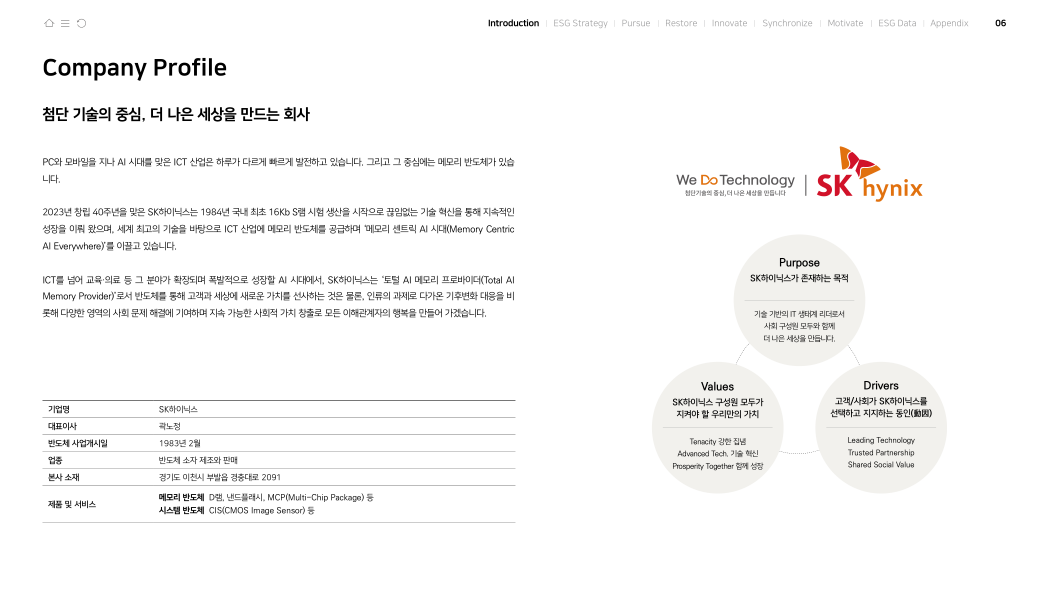 Introduction | ESG Strategy | Pursue | Restore | Innovate | Synchronize | Motivate | ESG Data | Appendix 06
Company Profile
첨단 기술의 중심, 더 나은 세상을 만드는 회사
PC와 모바일을 지나 AI 시대를 맞은 ICT 산업은 하루가 다르게 빠르게 발전하고 있습니다. 그리고 그 중심에는 메모리 반도체가 있습
니다.
2023년 창립 40주년을 맞은 SK하이닉스는 1984년 국내 최초 16Kb S램 시험 생산을 시작으로 끊임없는 기술 혁신을 통해 지속적인
성장을 이뤄 왔으며, 세계 최고의 기술을 바탕으로 ICT 산업에 메모리 반도체를 공급하며 ‘메모리 센트릭 AI 시대(Memory Centric
AI Everywhere)’를 이끌고 있습니다.
ICT를 넘어 교육·의료 등 그 분야가 확장되며 폭발적으로 성장할 AI 시대에서, SK하이닉스는 ‘토털 AI 메모리 프로바이더(Total AI
Memory Provider)’로서 반도체를 통해 고객과 세상에 새로운 가치를 선사하는 것은 물론, 인류의 과제로 다가온 기후변화 대응을 비
롯해 다양한 영역의 사회 문제 해결에 기여하며 지속 가능한 사회적 가치 창출로 모든 이해관계자의 행복을 만들어 가겠습니다.
기업명 SK하이닉스
대표이사 곽노정
반도체 사업개시일 1983년 2월
업종 반도체 소자 제조와 판매
본사 소재 경기도 이천시 부발읍 경충대로 2091
제품 및 서비스
메모리 반도체 D램, 낸드플래시, MCP(Multi-Chip Package) 등
시스템 반도체 CIS(CMOS Image Sensor) 등
We Do Technology
첨단기술의 중심, 더 나은 세상을 만듭니다
SK hynix
Purpose
SK하이닉스가 존재하는 목적
기술 기반의 IT 생태계 리더로서
사회 구성원 모두와 함께
더 나은 세상을 만듭니다.
Values
SK하이닉스 구성원 모두가
지켜야 할 우리만의 가치
Tenacity 강한 집념
Advanced Tech. 기술 혁신
Prosperity Together 함께 성장
Drivers
고객/사회가 SK하이닉스를
선택하고 지지하는 동인(動因)
Leading Technology
Trusted Partnership
Shared Social Value